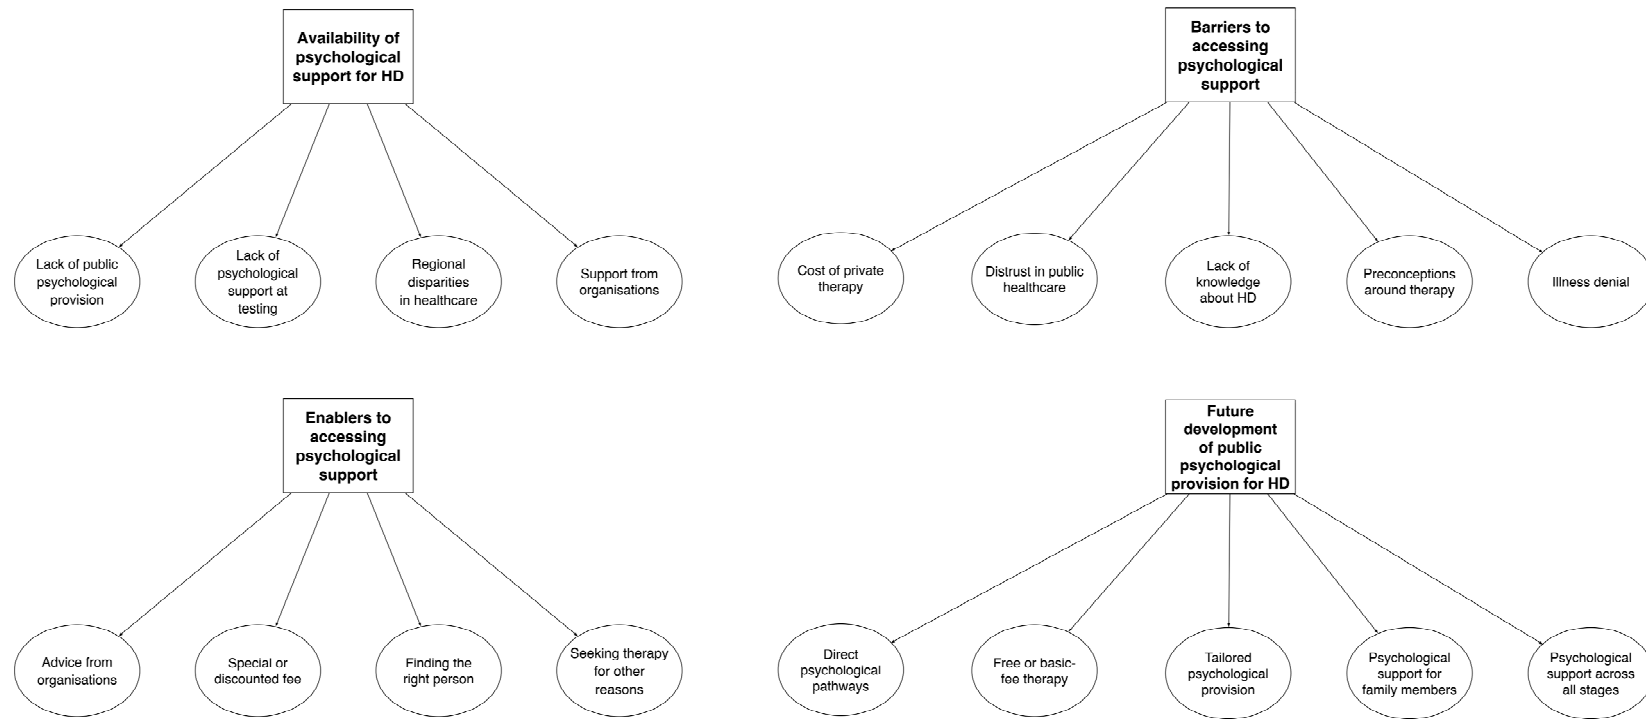 Availability of
psychological
support for HD
Barriers to
accessing
psychological
support
Lack of public
psychological
provision
Lack of
psychological
support at
testing
Regional
disparities
in healthcare
Support from
organisations
Cost of private
therapy
Distrust in public
healthcare
Lack of
knowledge
about HD
Preconceptions
around therapy
Illness denial
Enablers to
accessing
psychological
support
Future
development
of public
psychological
provision for HD
Advice from
organisations
Special or
discounted fee
Finding the
right person
Seeking therapy
for other
reasons
Direct
psychological
pathways
Free or basic-
fee therapy
Tailored
psychological
provision
Psychological
support for
family members
Psychological
support across
all stages